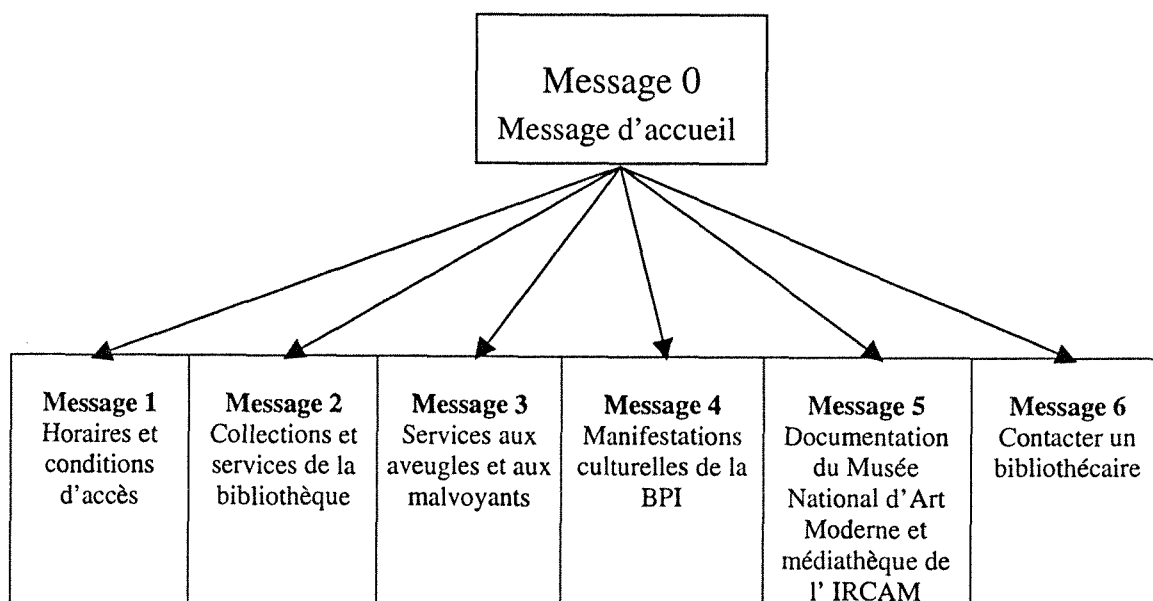 Message 0
Message d'accueil
Message 1
Horaires et
conditions
d'accès
Message 2
Collections et
services de la
bibliothèque
Message 3
Services aux
aveugles et aux
malvoyants
Message 4
Manifestations
culturelles de la
BPI
Message 5
Documentation
du Musée
National d'Art
Moderne et
médiathèque de
l' IRCAM
Message 6
Contacter un
bibliothécaire